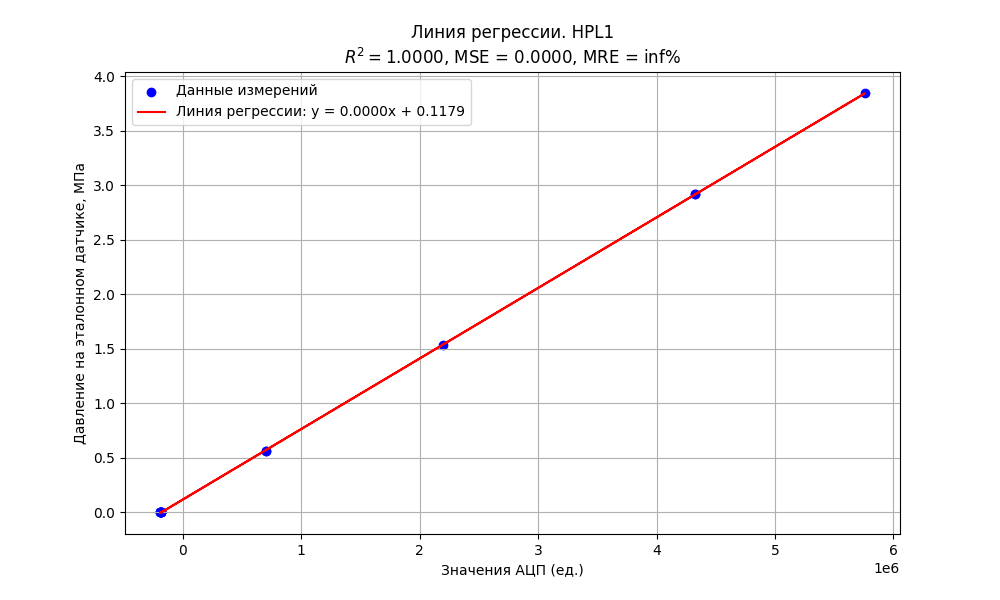 Линия регрессии. HPL1
R² = 1.0000, MSE = 0.0000, MRE = inf%
Данные измерений
Линия регрессии: y = 0.0000x + 0.1179
Давление на эталонном датчике, МПа
4.0
3.5
3.0
2.5
2.0
1.5
1.0
0.5
0.0
0 1 2 3 4 5 6
1e6
Значения АЦП (ед.)